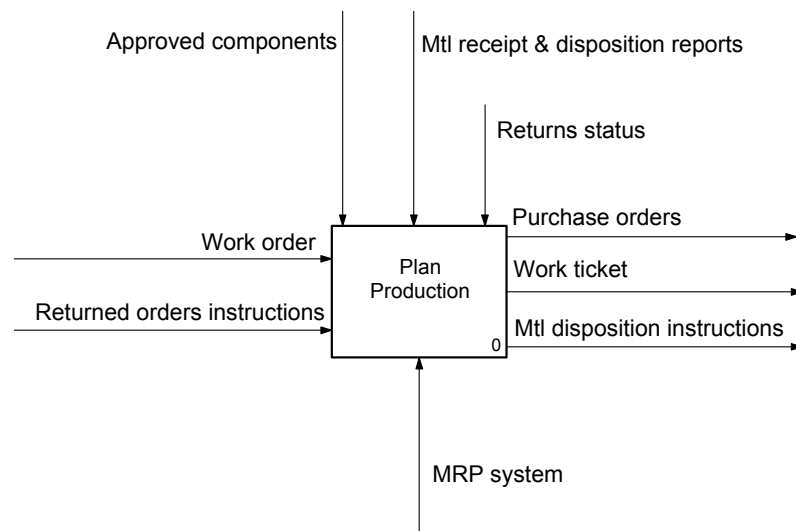 Approved components
Mtl receipt & disposition reports
Returns status
Purchase orders
Work order
Plan
Production
Work ticket
Returned orders instructions
Mtl disposition instructions
0
MRP system